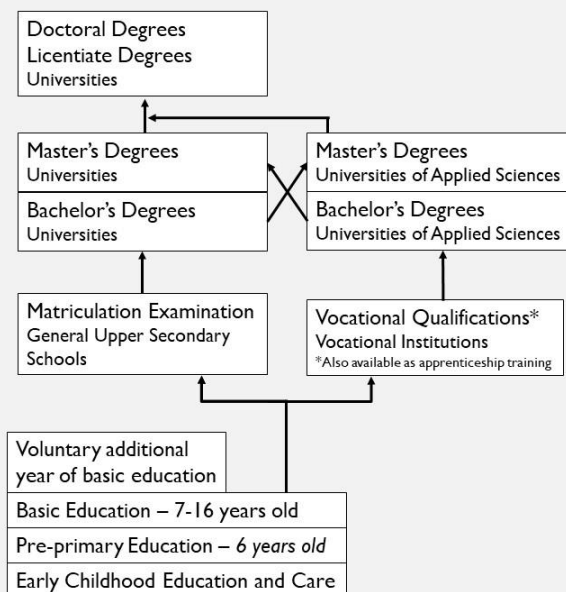 Doctoral Degrees
Licentiate Degrees
Universities
Master's Degrees
Universities
Bachelor's Degrees
Universities
Master's Degrees
Universities of Applied Sciences
Bachelor's Degrees
Universities of Applied Sciences
Matriculation Examination
General Upper Secondary
Schools
Vocational Qualifications*
Vocational Institutions
*Also available as apprenticeship training
Voluntary additional
year of basic education
Basic Education – 7-16 years old
Pre-primary Education – 6 years old
Early Childhood Education and Care